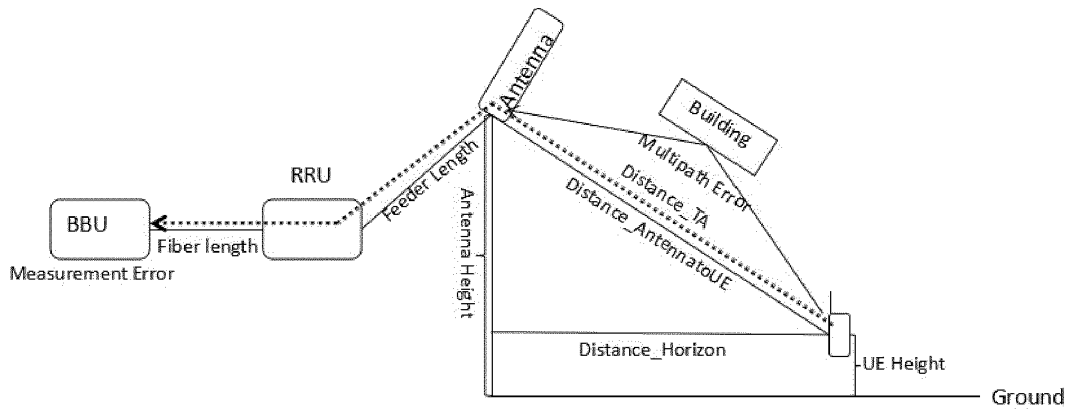 Antenna
Building
RRU
Feeder Length
Multipath Error
Distance_TA
Distance_AntennatoUE
BBU
Fiber length
Measurement Error
Antenna Height
Distance_Horizon
UE Height
Ground